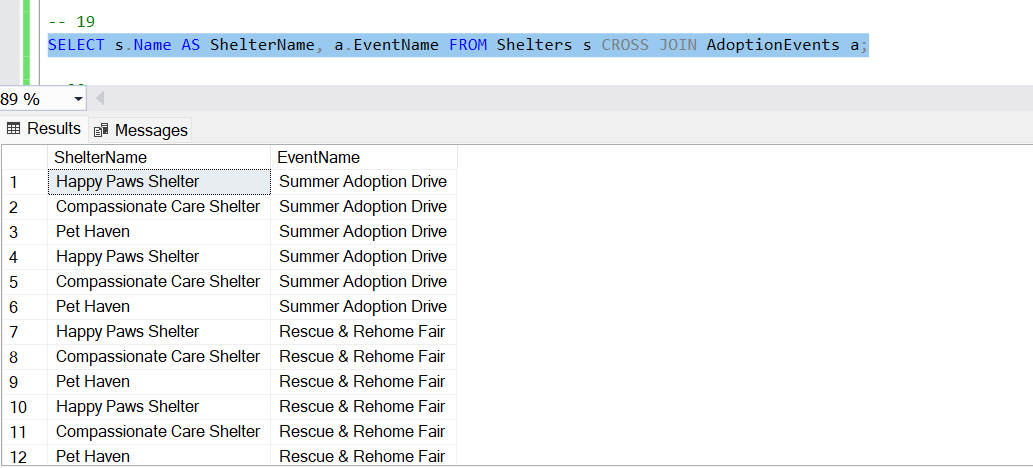 -- 19
SELECT s.Name AS ShelterName, a.EventName FROM Shelters s CROSS JOIN AdoptionEvents a;
89 %
Results Messages
ShelterName EventName
1 Happy Paws Shelter Summer Adoption Drive
2 Compassionate Care Shelter Summer Adoption Drive
3 Pet Haven Summer Adoption Drive
4 Happy Paws Shelter Summer Adoption Drive
5 Compassionate Care Shelter Summer Adoption Drive
6 Pet Haven Summer Adoption Drive
7 Happy Paws Shelter Rescue & Rehome Fair
8 Compassionate Care Shelter Rescue & Rehome Fair
9 Pet Haven Rescue & Rehome Fair
10 Happy Paws Shelter Rescue & Rehome Fair
11 Compassionate Care Shelter Rescue & Rehome Fair
12 Pet Haven Rescue & Rehome Fair